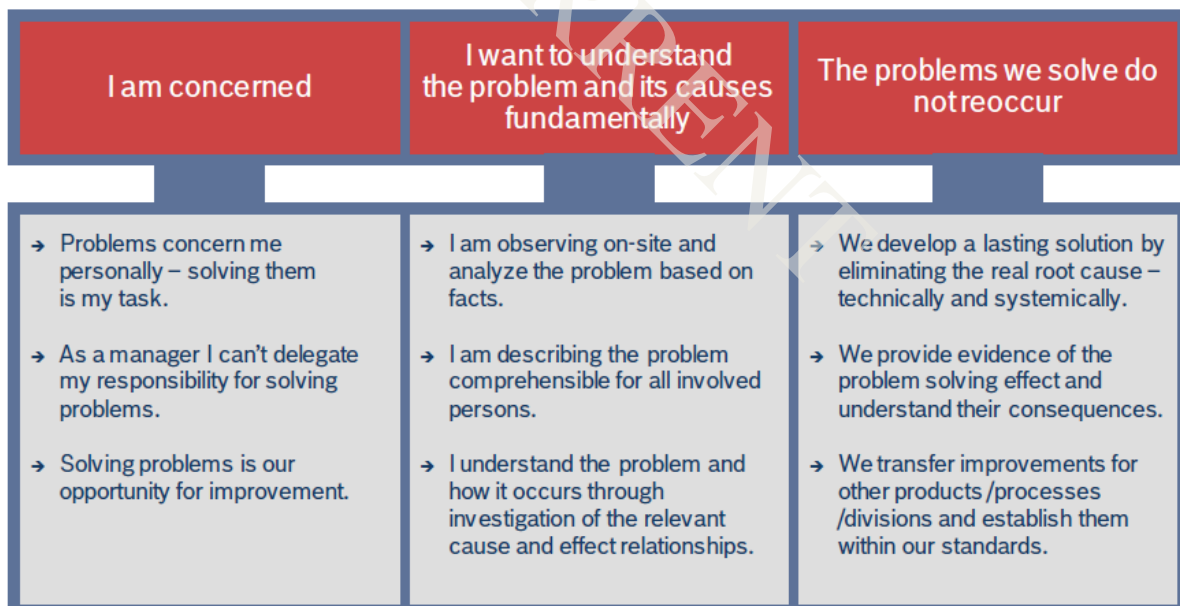 I am concerned
I want to understand
the problem and its causes
fundamentally
The problems we solve do
not reoccur
→ Problems concern me
personally – solving them
is my task.
→ As a manager I can't delegate
my responsibility for solving
problems.
→ Solving problems is our
opportunity for improvement.
→ I am observing on-site and
analyze the problem based on
facts.
→ I am describing the problem
comprehensible for all involved
persons.
→ I understand the problem and
how it occurs through
investigation of the relevant
cause and effect relationships.
→ We develop a lasting solution by
eliminating the real root cause –
technically and systemically.
→ We provide evidence of the
problem solving effect and
understand their consequences.
→ We transfer improvements for
other products/processes
/divisions and establish them
within our standards.